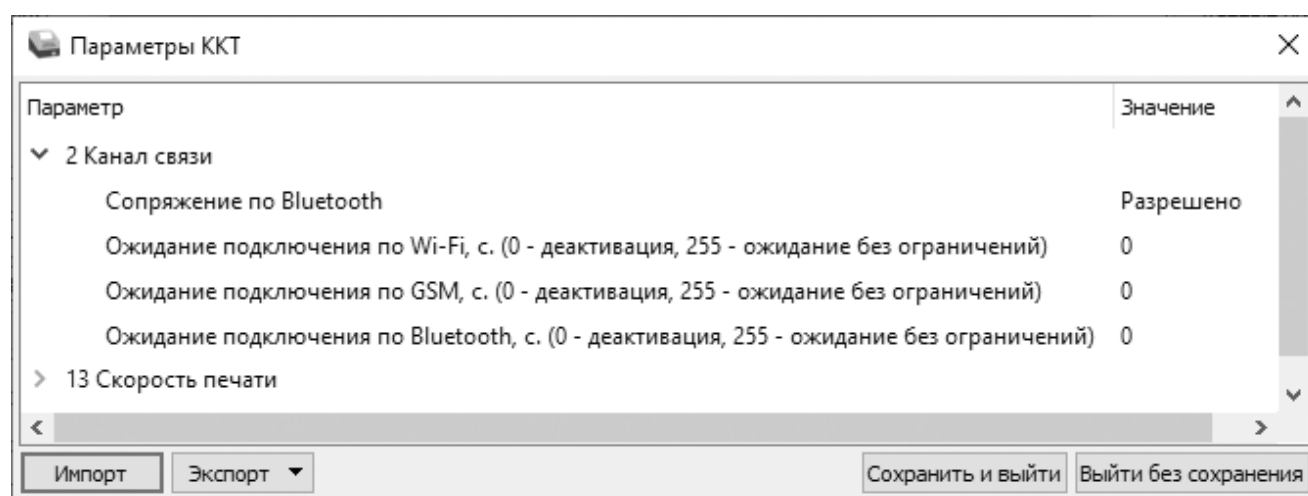 Параметры ККТ
Параметр Значение
2 Канал связи
Сопряжение по Bluetooth Разрешено
Ожидание подключения по Wi-Fi, с. (0 - деактивация, 255 - ожидание без ограничений) 0
Ожидание подключения по GSM, с. (0 - деактивация, 255 - ожидание без ограничений) 0
Ожидание подключения по Bluetooth, с. (0 - деактивация, 255 - ожидание без ограничений) 0
13 Скорость печати
Импорт Экспорт Сохранить и выйти Выйти без сохранения